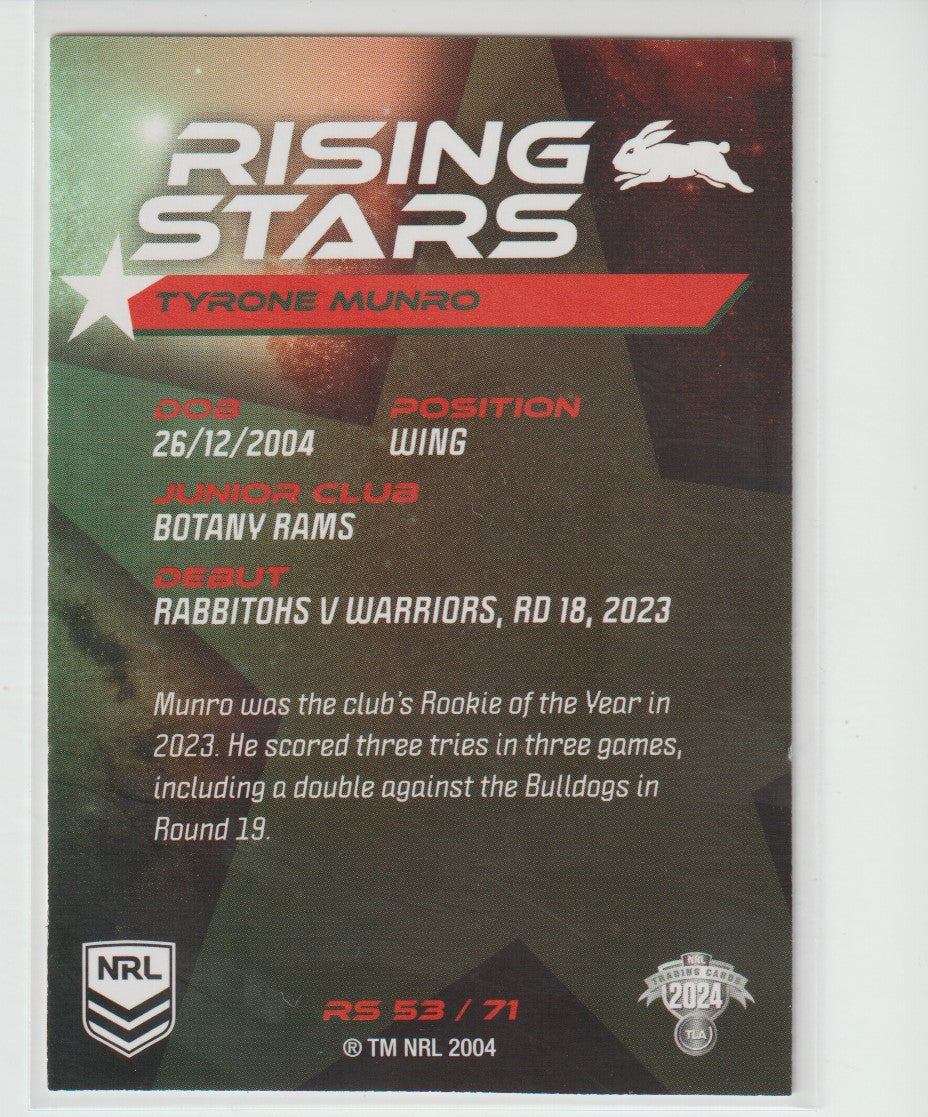 RISING
STARS
TYRONE MUNRO
DOB
26/12/2004
POSITION
WING
JUNIOR CLUB
BOTANY RAMS
DEBUT
RABBITOHS V WARRIORS, RD 18, 2023
Munro was the club's Rookie of the Year in
2023. He scored three tries in three games,
including a double against the Bulldogs in
Round 19.
NRL
RS 53 / 71
® TM NRL 2004
NRL
TRADING CARDS
2024
TLA